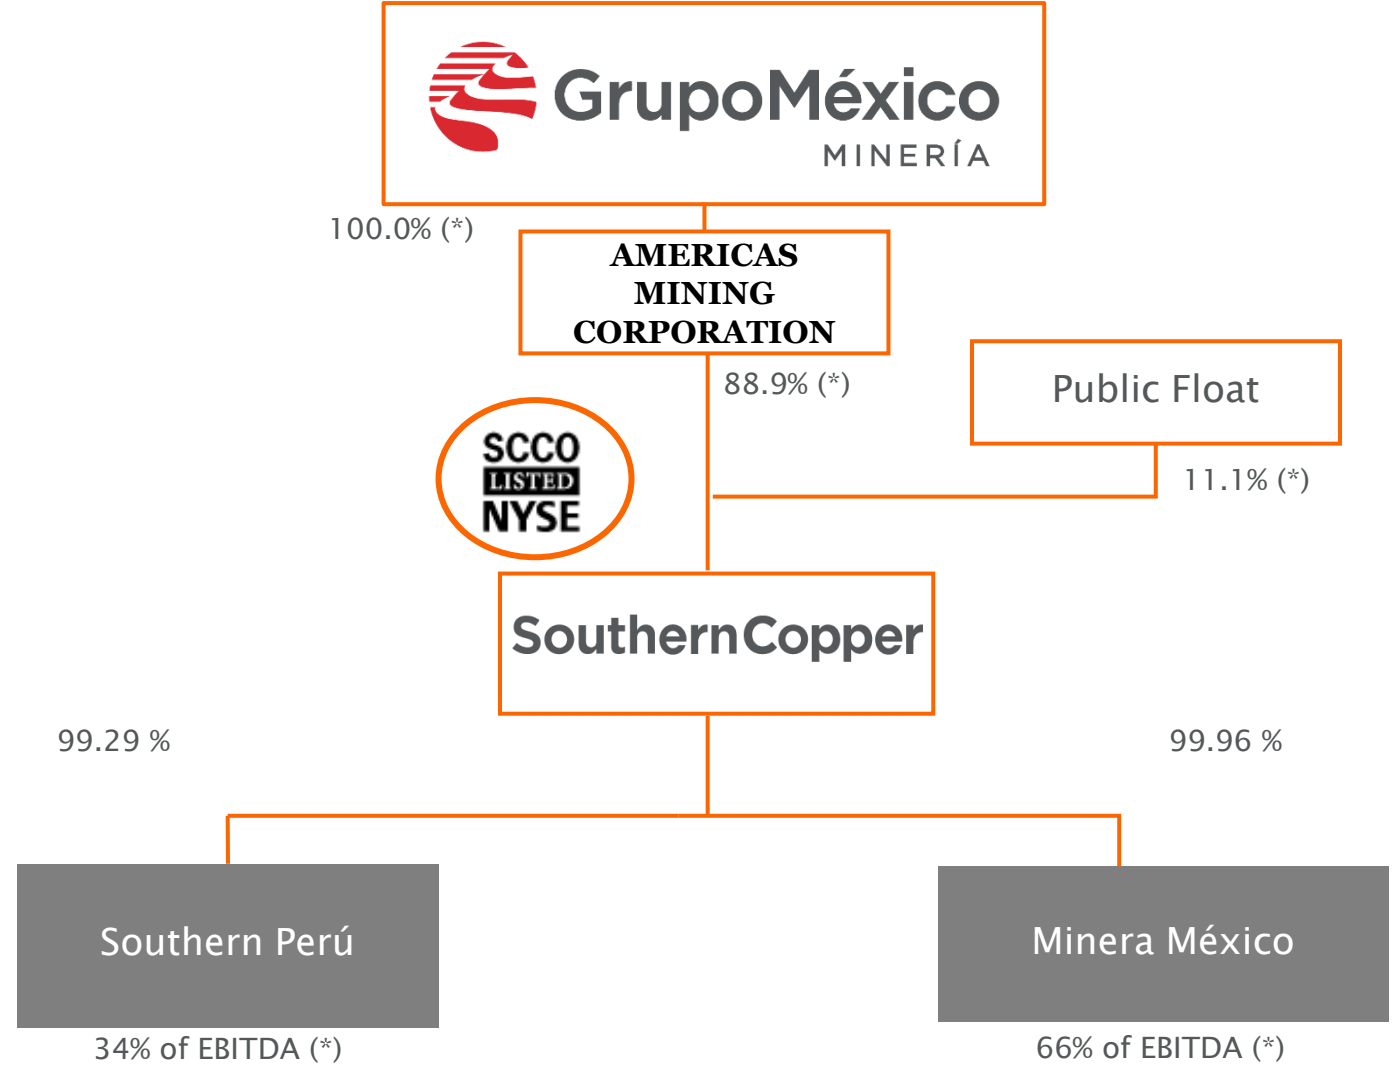 GrupoMéxico
MINERÍA
100.0% (*)
AMERICAS
MINING
CORPORATION
88.9% (*)
Public Float
11.1% (*)
SCCO
LISTED
NYSE
SouthernCopper
99.29 %
99.96 %
Southern Perú
Minera México
34% of EBITDA (*)
66% of EBITDA (*)